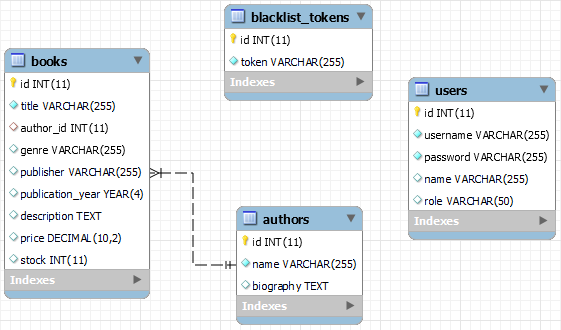 blacklist_tokens
id INT(11)
token VARCHAR(255)
Indexes
books
id INT(11)
title VARCHAR(255)
author_id INT(11)
genre VARCHAR(255)
publisher VARCHAR(255)
publication_year YEAR(4)
description TEXT
price DECIMAL(10,2)
stock INT(11)
Indexes
users
id INT(11)
username VARCHAR(255)
password VARCHAR(255)
name VARCHAR(255)
role VARCHAR(50)
Indexes
authors
id INT(11)
name VARCHAR(255)
biography TEXT
Indexes